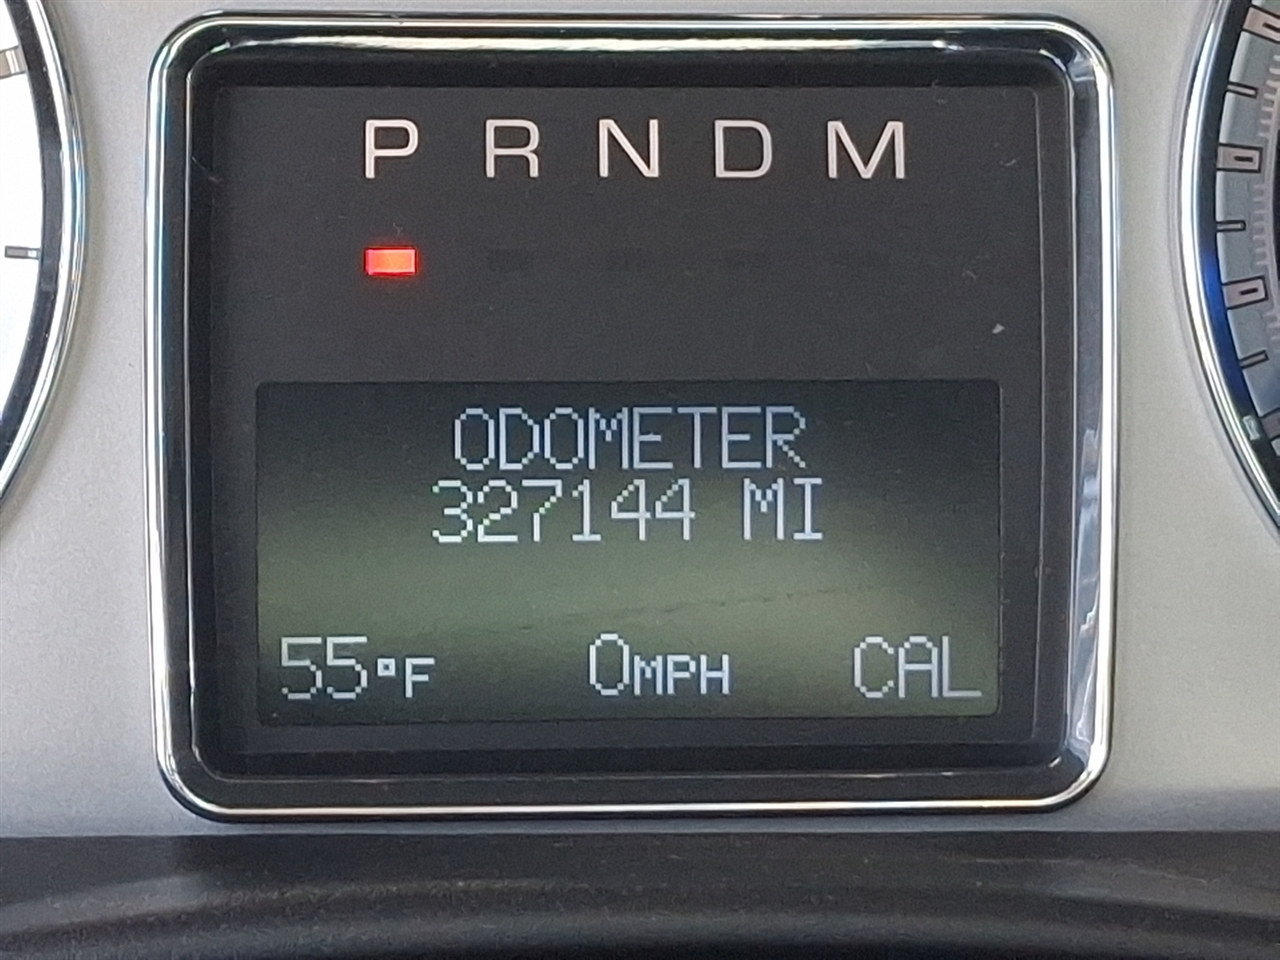 P R N D M
ODOMETER
327144 MI
55°F 0MPH CAL